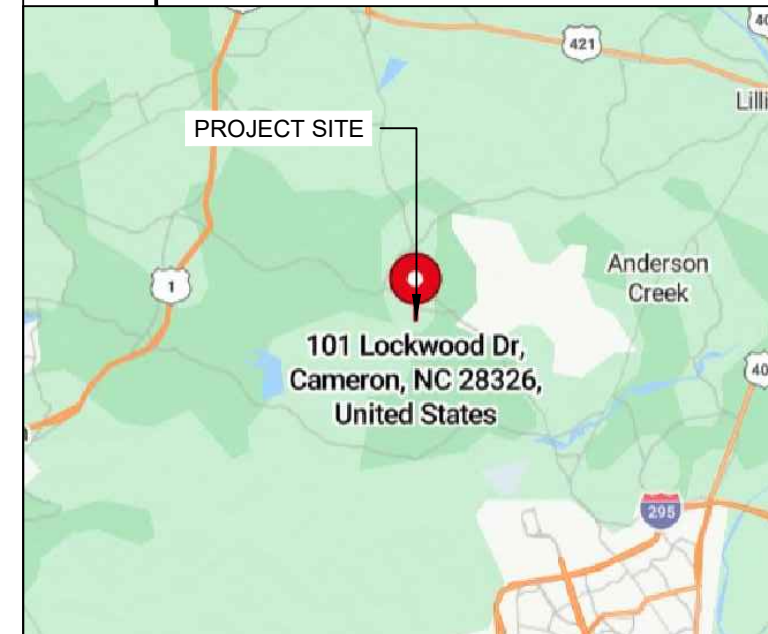 421
PROJECT SITE
Anderson
Creek
1
101 Lockwood Dr,
Cameron, NC 28326,
United States
295